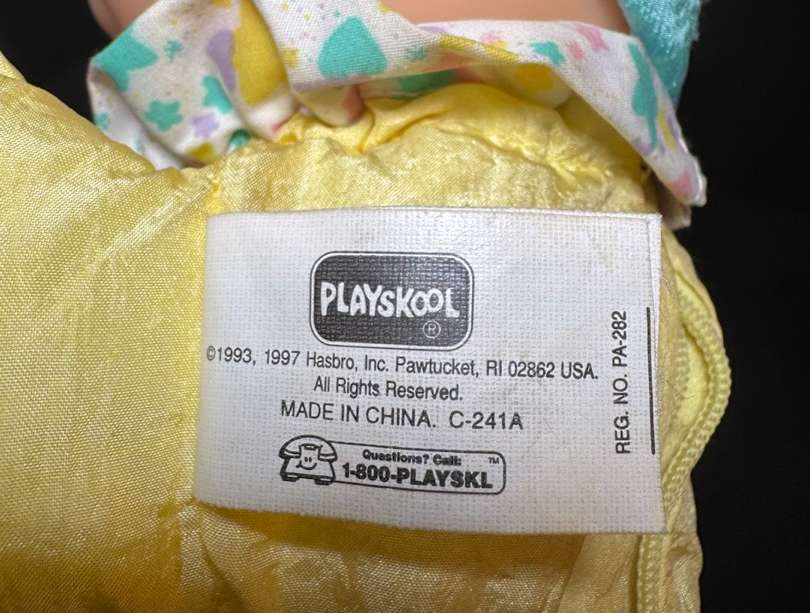 PLAYSKOOL
®
©1993, 1997 Hasbro, Inc. Pawtucket, RI 02862 USA.
All Rights Reserved.
MADE IN CHINA. C-241A
Questions? Call: ™
1-800-PLAYSKL
REG. NO. PA-282